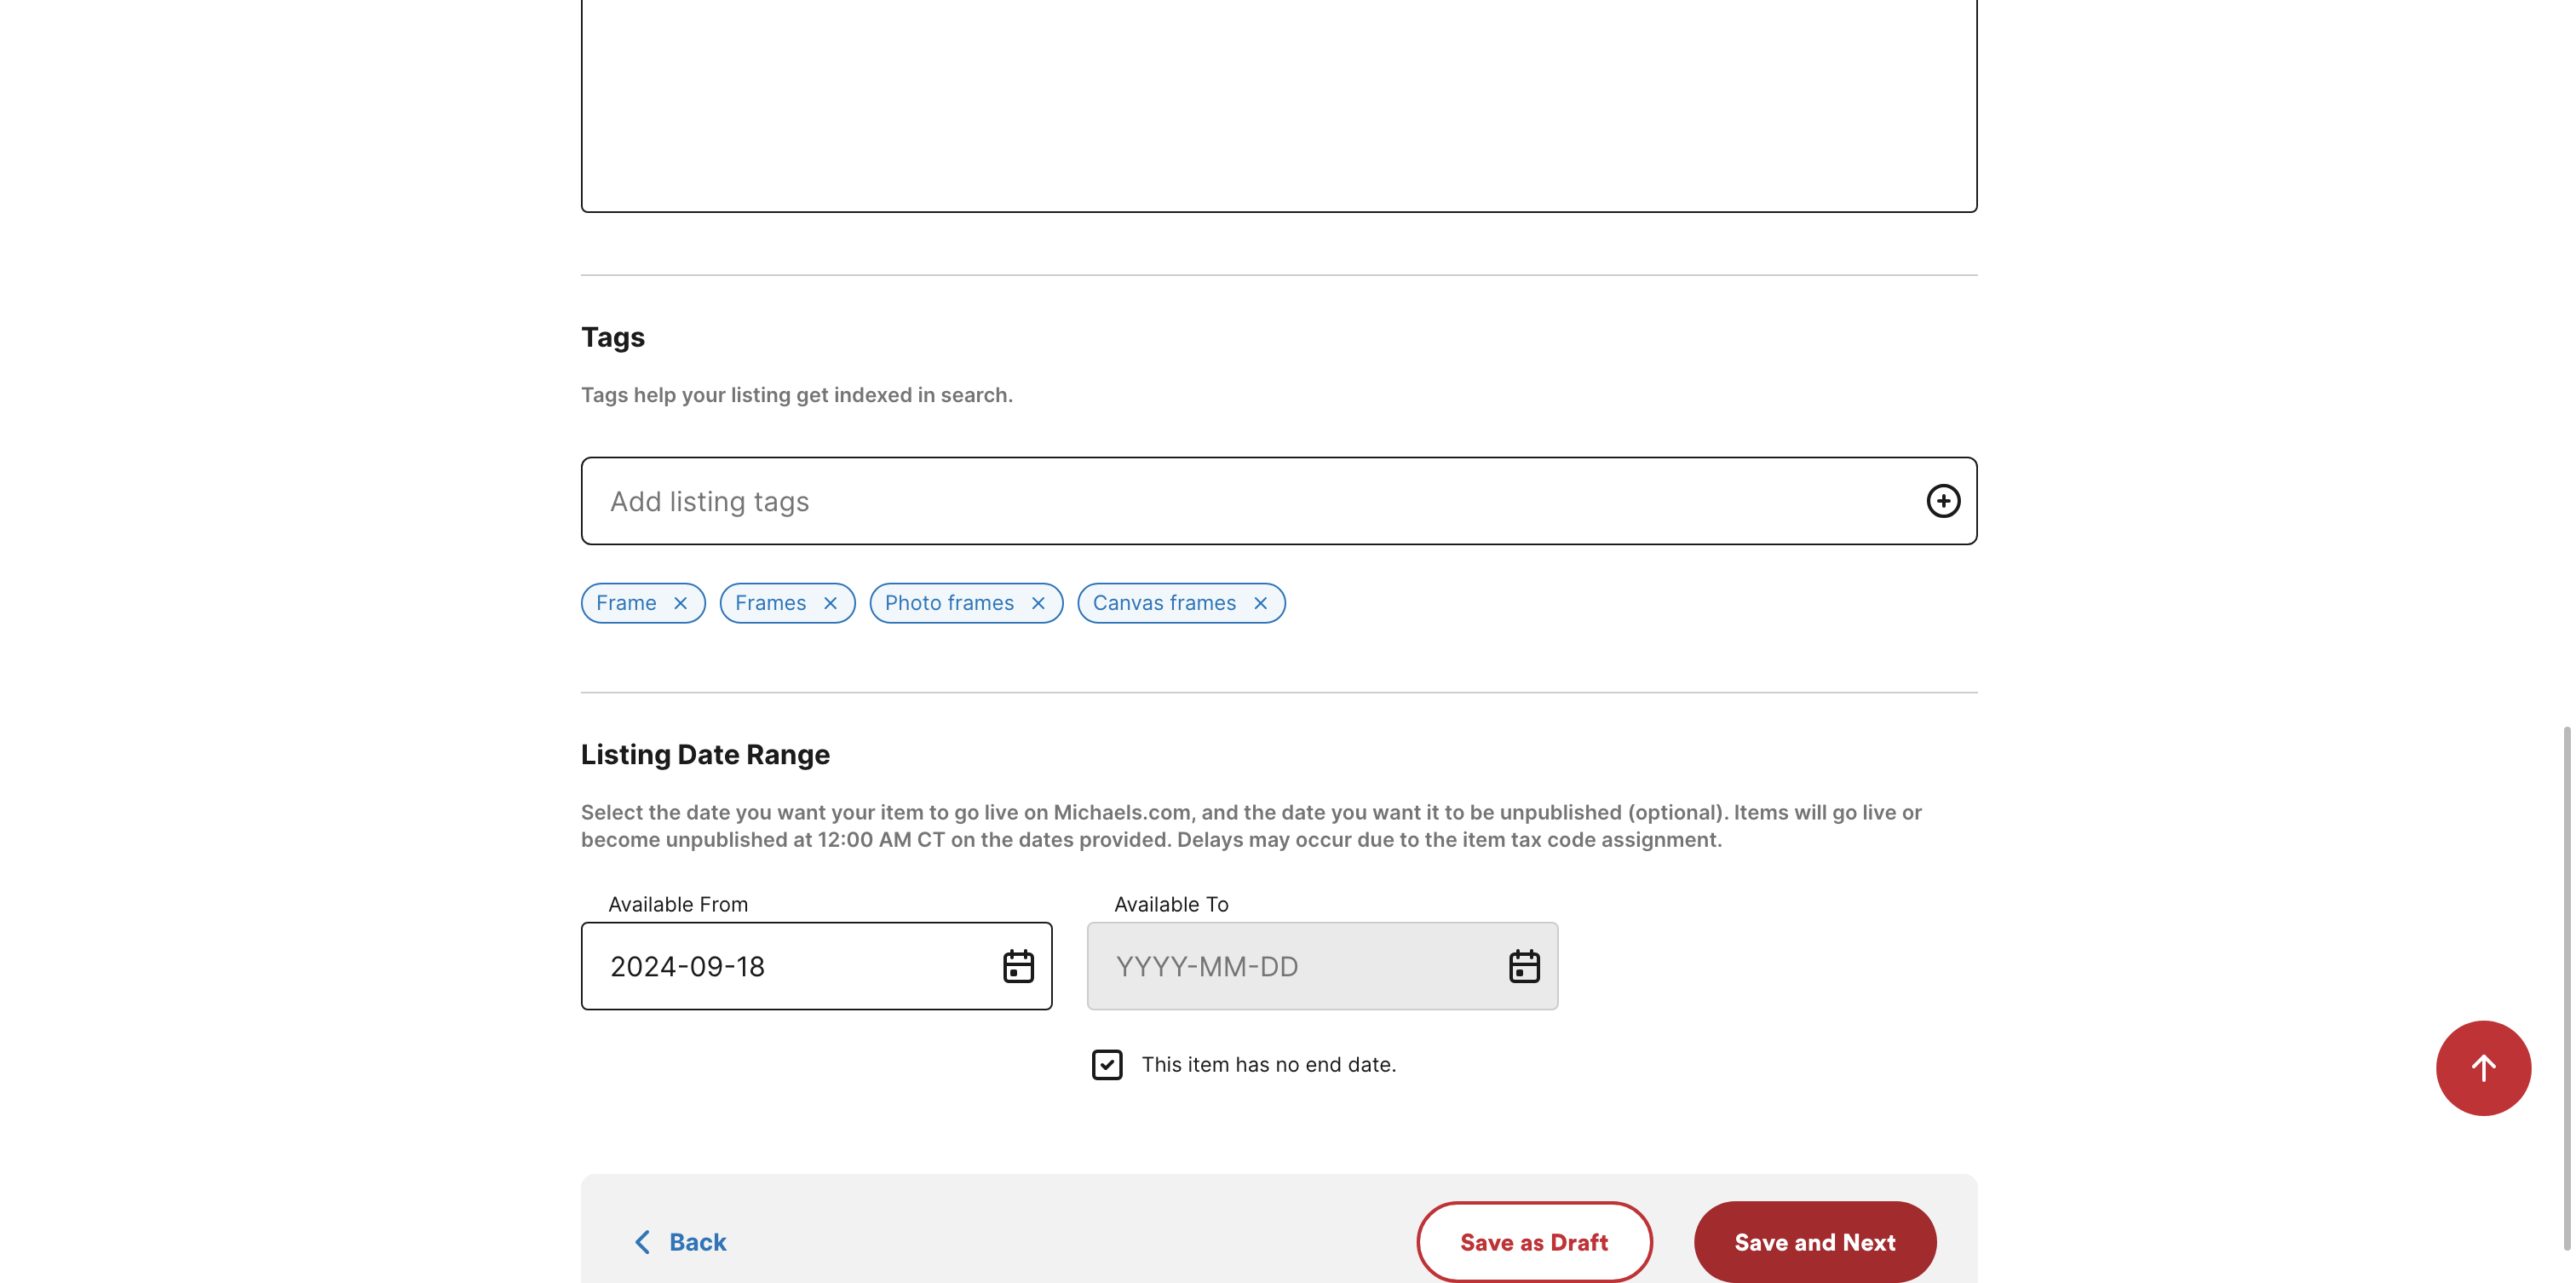 Tags
Tags help your listing get indexed in search.
Add listing tags
Frame
Frames
Photo frames
Canvas frames
Listing Date Range
Select the date you want your item to go live on Michaels.com, and the date you want it to be unpublished (optional). Items will go live or
become unpublished at 12:00 AM CT on the dates provided. Delays may occur due to the item tax code assignment.
Available From
Available To
2024-09-18
YYYY-MM-DD
This item has no end date.
Back
Save as Draft
Save and Next